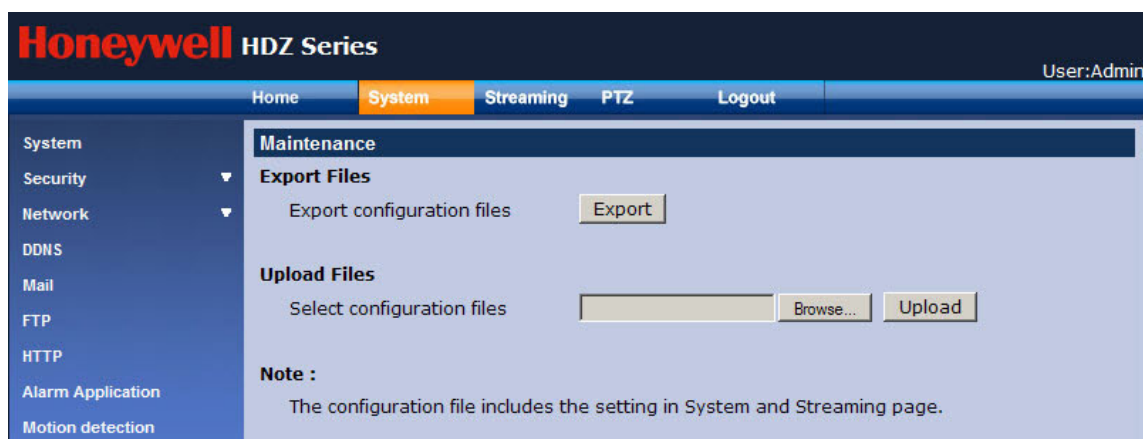 Honeywell HDZ Series
User:Admin
Home System Streaming PTZ Logout
System
Security
Network
DDNS
Mail
FTP
HTTP
Alarm Application
Motion detection
Maintenance
Export Files
Export configuration files Export
Upload Files
Select configuration files Browse... Upload
Note :
The configuration file includes the setting in System and Streaming page.